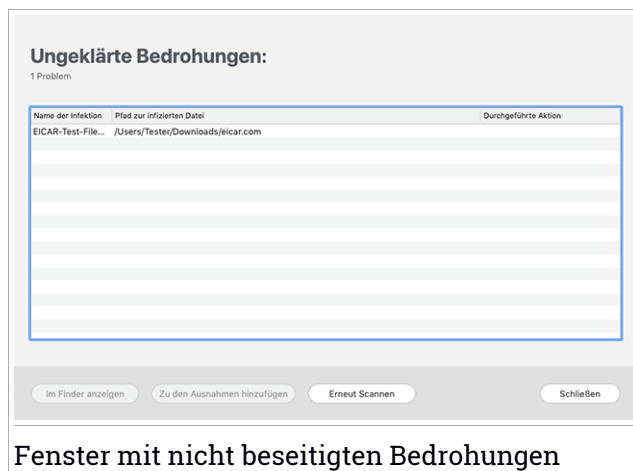 Ungeklärte Bedrohungen:
1 Problem
Name der Infektion Pfad zur infizierten Datei Durchgeführte Aktion
EICAR-Test-File... /Users/Tester/Downloads/eicar.com
Im Finder anzeigen Zu den Ausnahmen hinzufügen Erneut Scannen Schließen
Fenster mit nicht beseitigten Bedrohungen